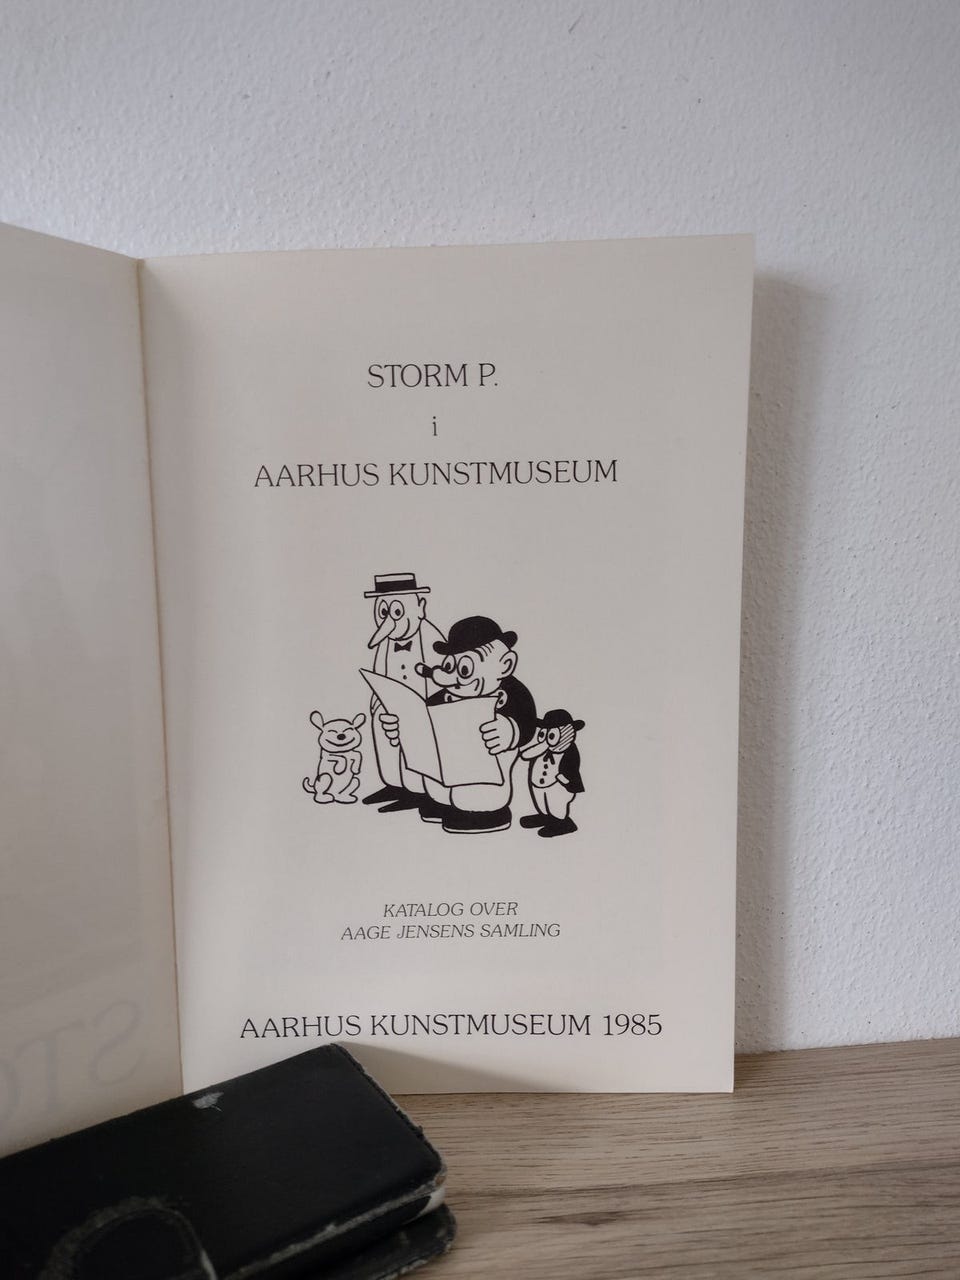 STORM P.
i
AARHUS KUNSTMUSEUM
KATALOG OVER
AAGE JENSENS SAMLING
AARHUS KUNSTMUSEUM 1985